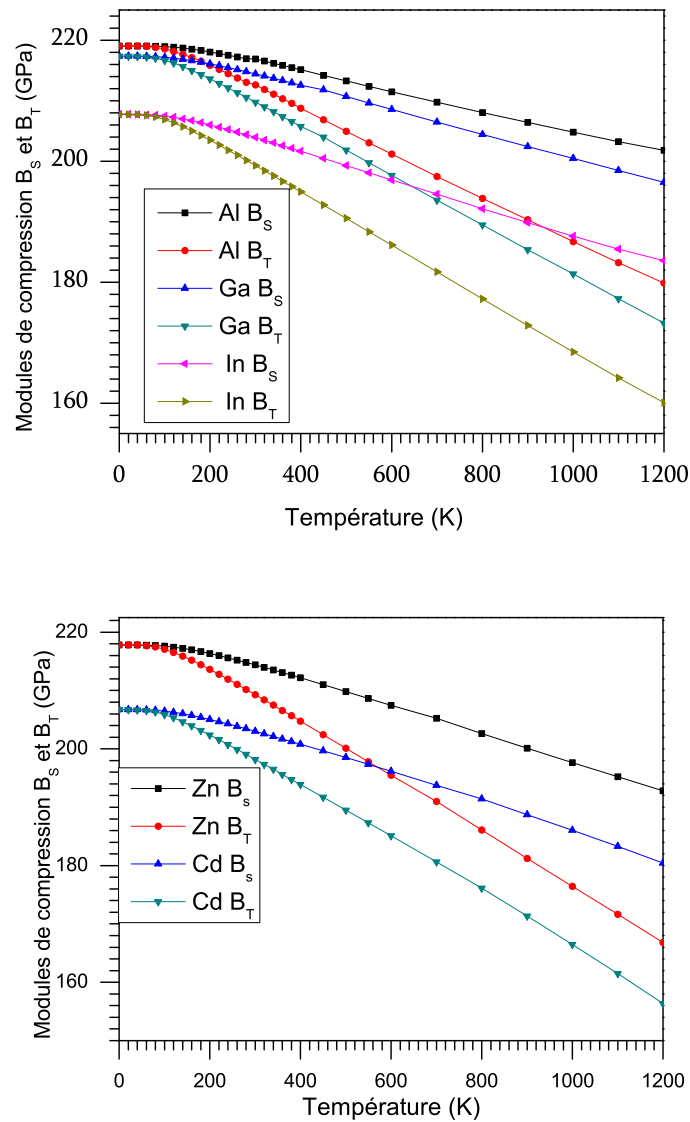 Modules de compression B_S et B_T (GPa)
220
200
180
160
Al B_S
Al B_T
Ga B_S
Ga B_T
In B_S
In B_T
0 200 400 600 800 1000 1200
Température (K)
Modules de compression B_S et B_T (GPa)
220
200
180
160
Zn B_s
Zn B_T
Cd B_s
Cd B_T
0 200 400 600 800 1000 1200
Température (K)